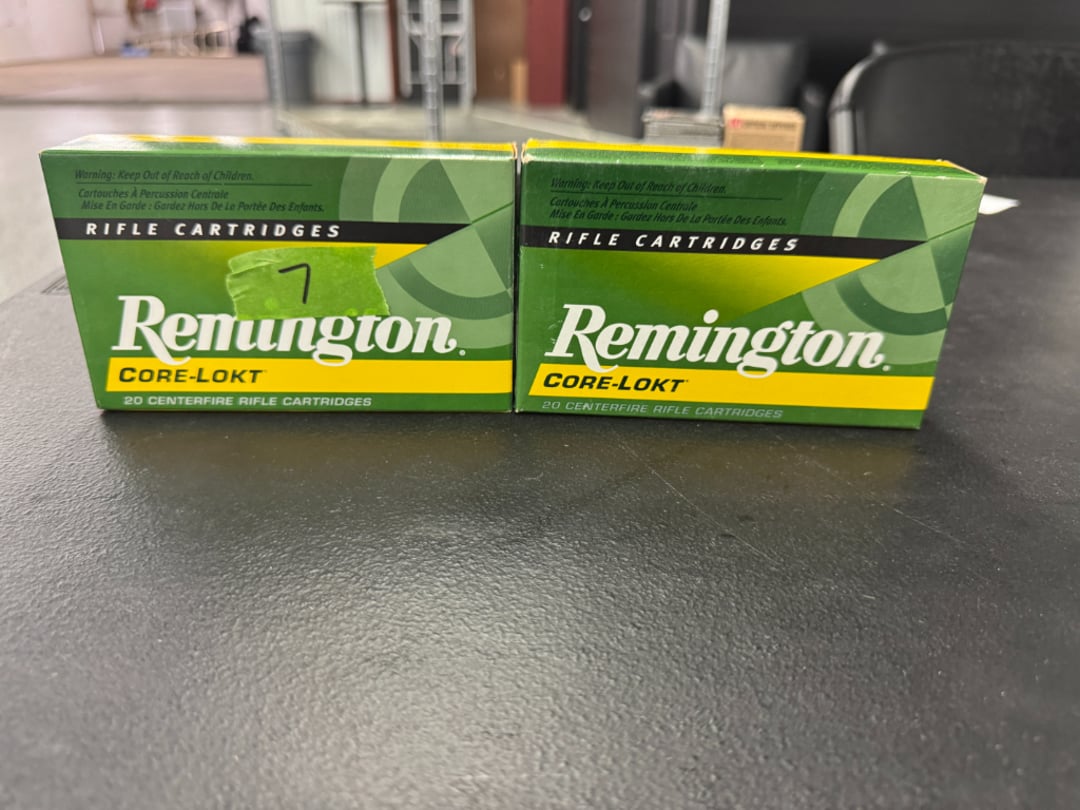 Warning: Keep Out of Reach of Children.
Cartouches À Percussion Centrale
Mise En Garde : Gardez Hors De La Portée Des Enfants.
RIFLE CARTRIDGES
7
Remington.
CORE-LOKT
20 CENTERFIRE RIFLE CARTRIDGES
Warning: Keep Out of Reach of Children.
Cartouches À Percussion Centrale
Mise En Garde : Gardez Hors De La Portée Des Enfants.
RIFLE CARTRIDGES
Remington.
CORE-LOKT
20 CENTERFIRE RIFLE CARTRIDGES